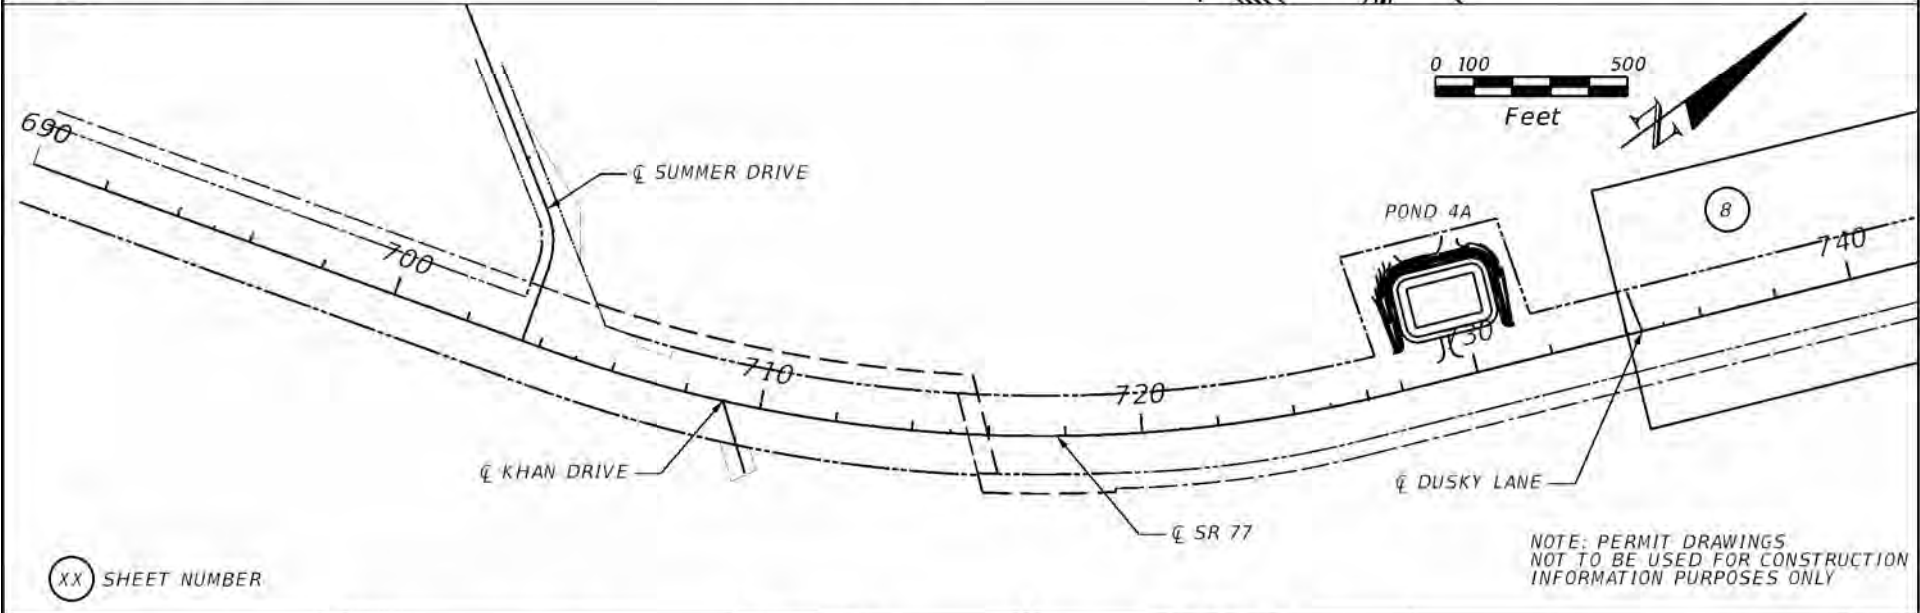 0 100 500
Feet
N
690
℄ SUMMER DRIVE
POND 4A
8
700
740
710
720
730
℄ KHAN DRIVE
℄ DUSKY LANE
℄ SR 77
XX SHEET NUMBER
NOTE: PERMIT DRAWINGS
NOT TO BE USED FOR CONSTRUCTION
INFORMATION PURPOSES ONLY